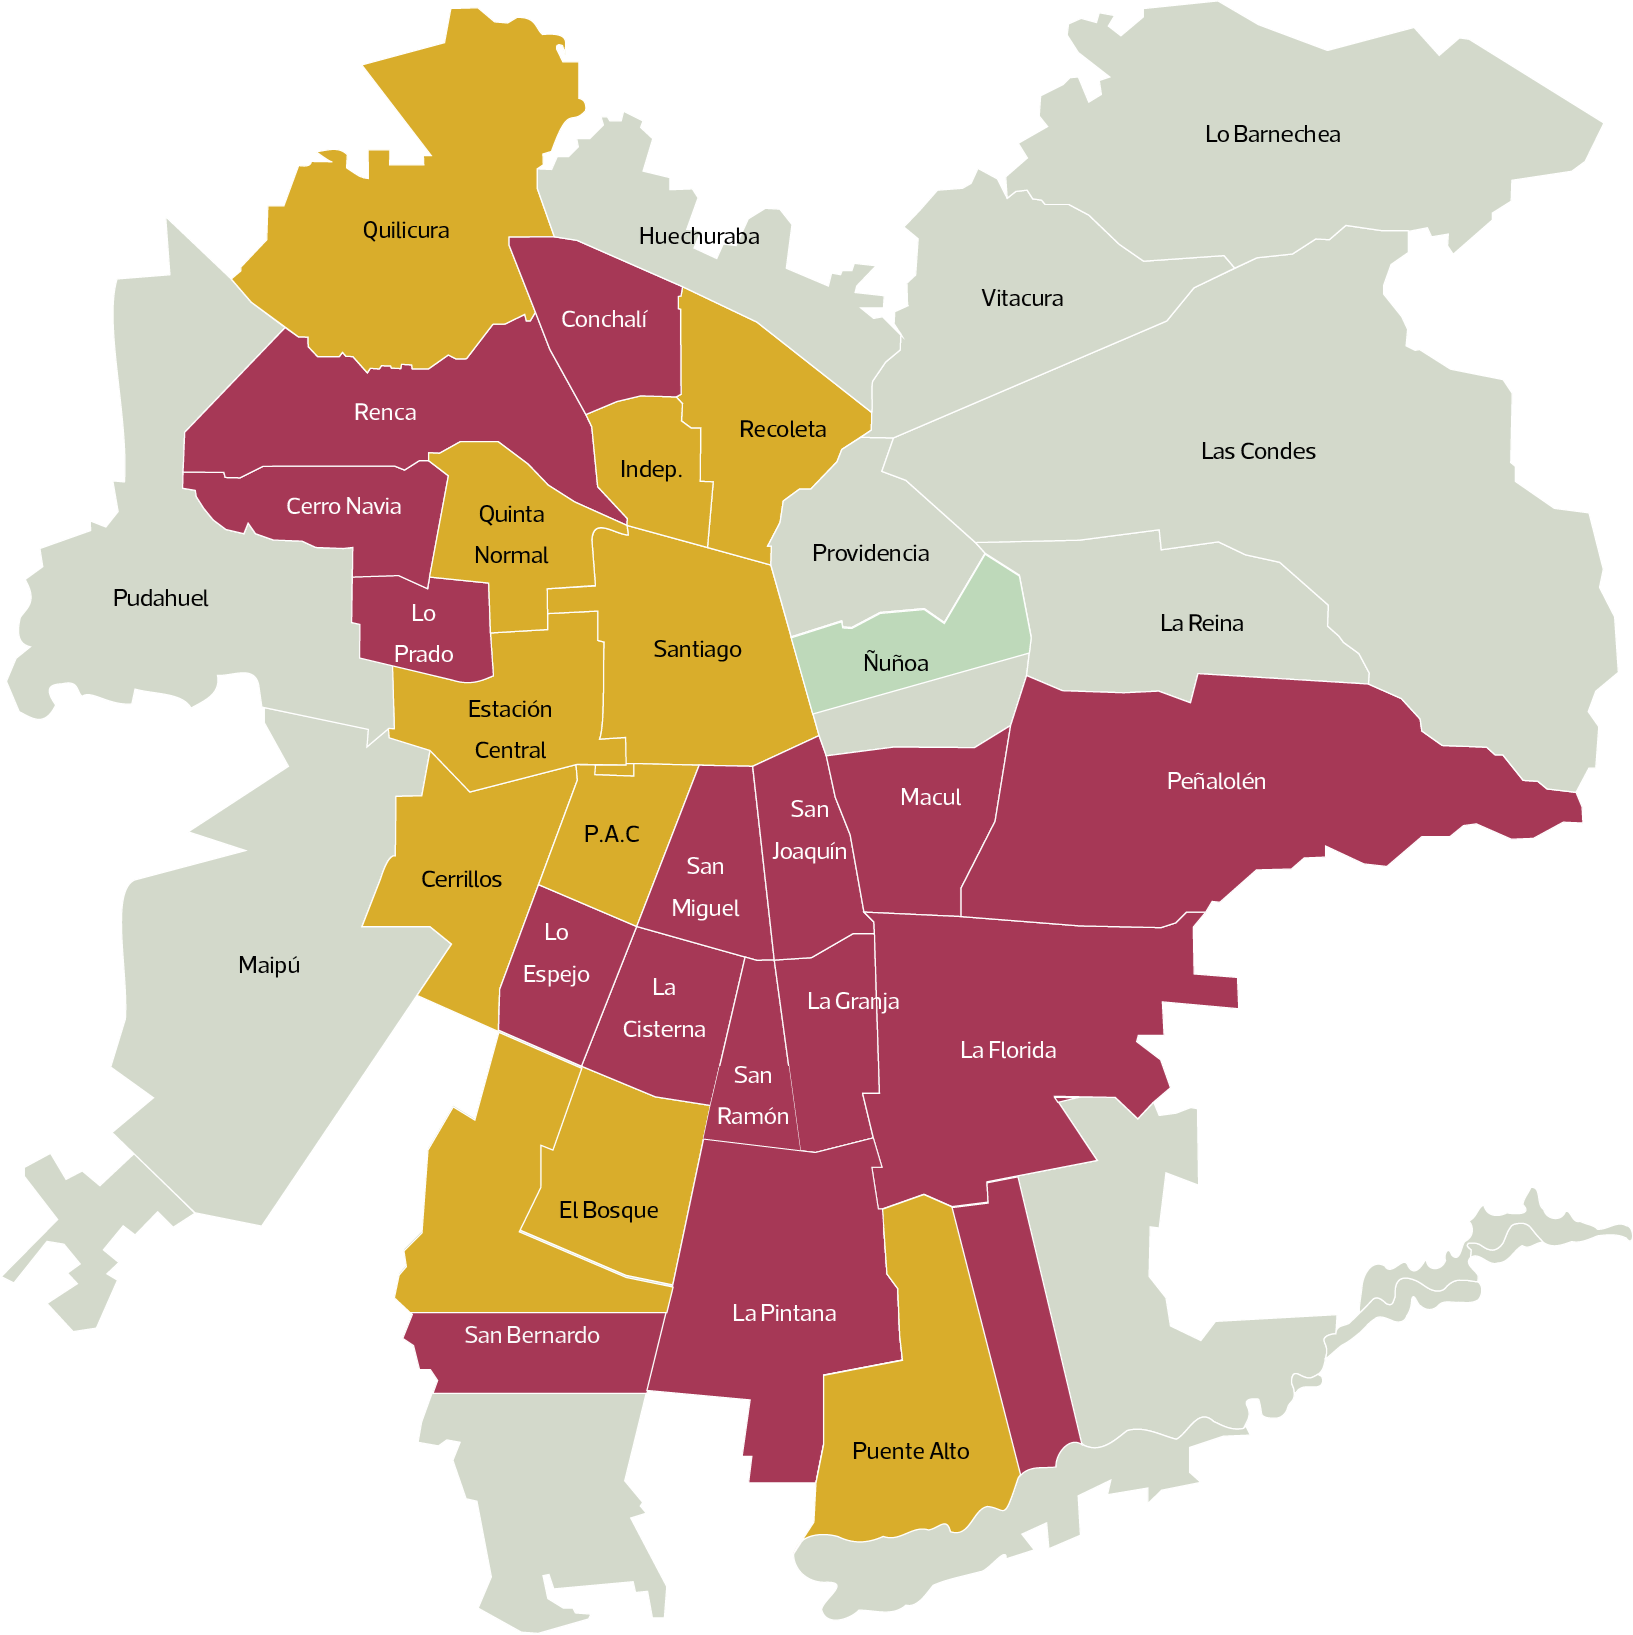 Lo Barnechea
Quilicura
Huechuraba
Vitacura
Conchalí
Renca
Recoleta
Las Condes
Indep.
Cerro Navia
Quinta
Normal
Providencia
Pudahuel
Lo
Prado
La Reina
Santiago
Ñuñoa
Estación
Central
Peñalolén
Macul
San
Joaquín
P.A.C
San
Miguel
Cerrillos
Lo
Espejo
Maipú
La
Cisterna
La Granja
La Florida
San
Ramón
El Bosque
La Pintana
San Bernardo
Puente Alto